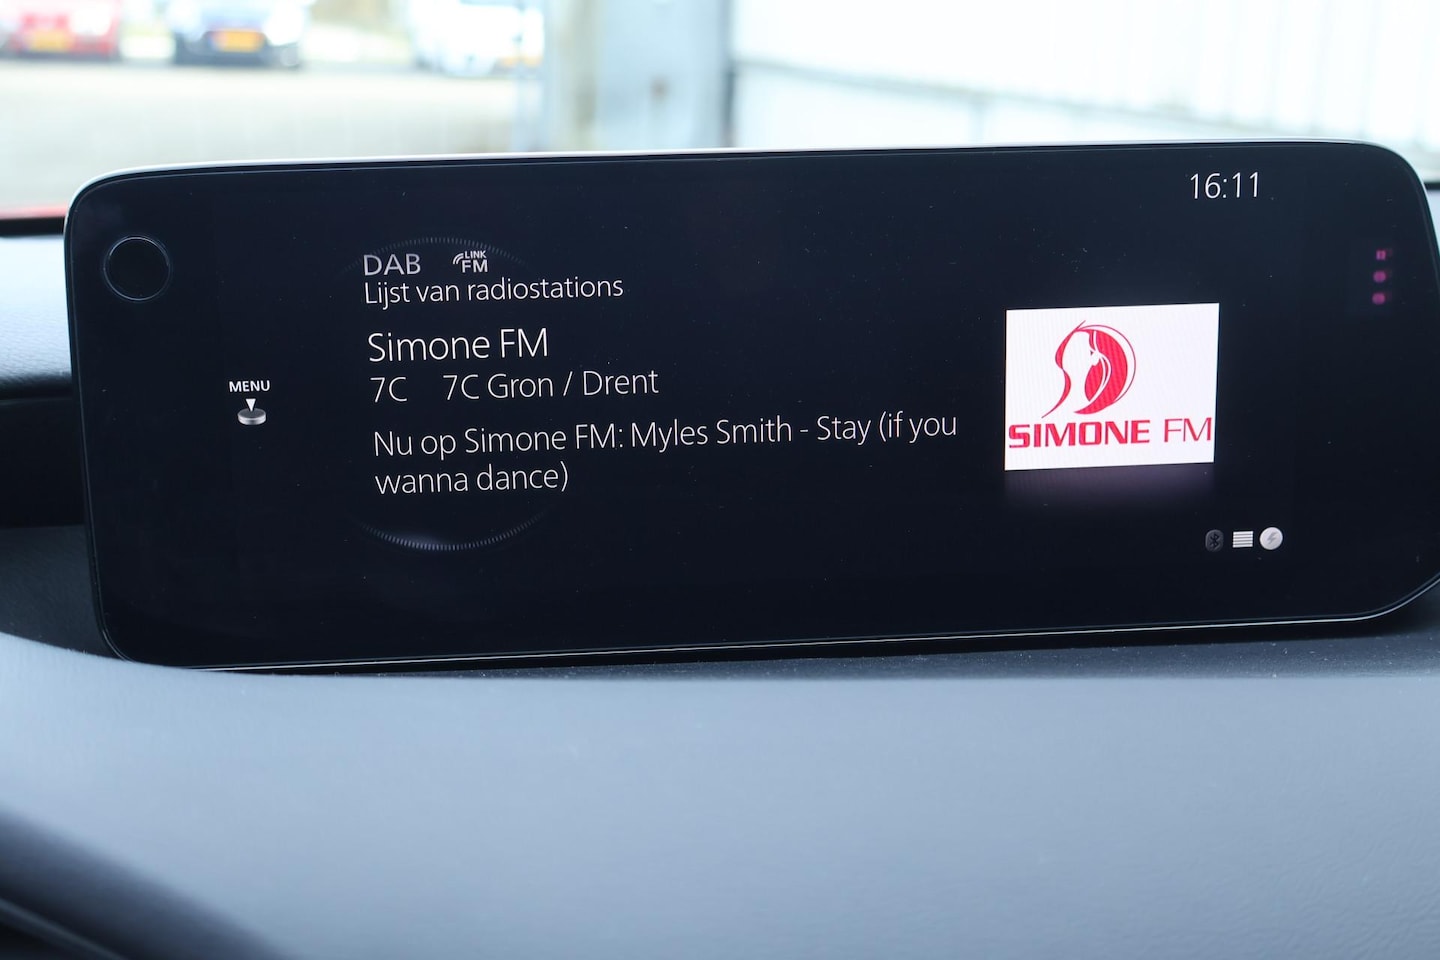 16:11
DAB LINK FM
Lijst van radiostations
Simone FM
7C 7C Gron / Drent
MENU
Nu op Simone FM: Myles Smith - Stay (if you
wanna dance)
SIMONE FM